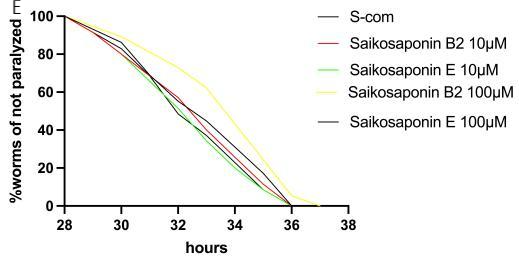 E
%worms of not paralyzed
100
80
60
40
20
0
28 30 32 34 36 38
hours
S-com
Saikosaponin B2 10μM
Saikosaponin E 10μM
Saikosaponin B2 100μM
Saikosaponin E 100μM